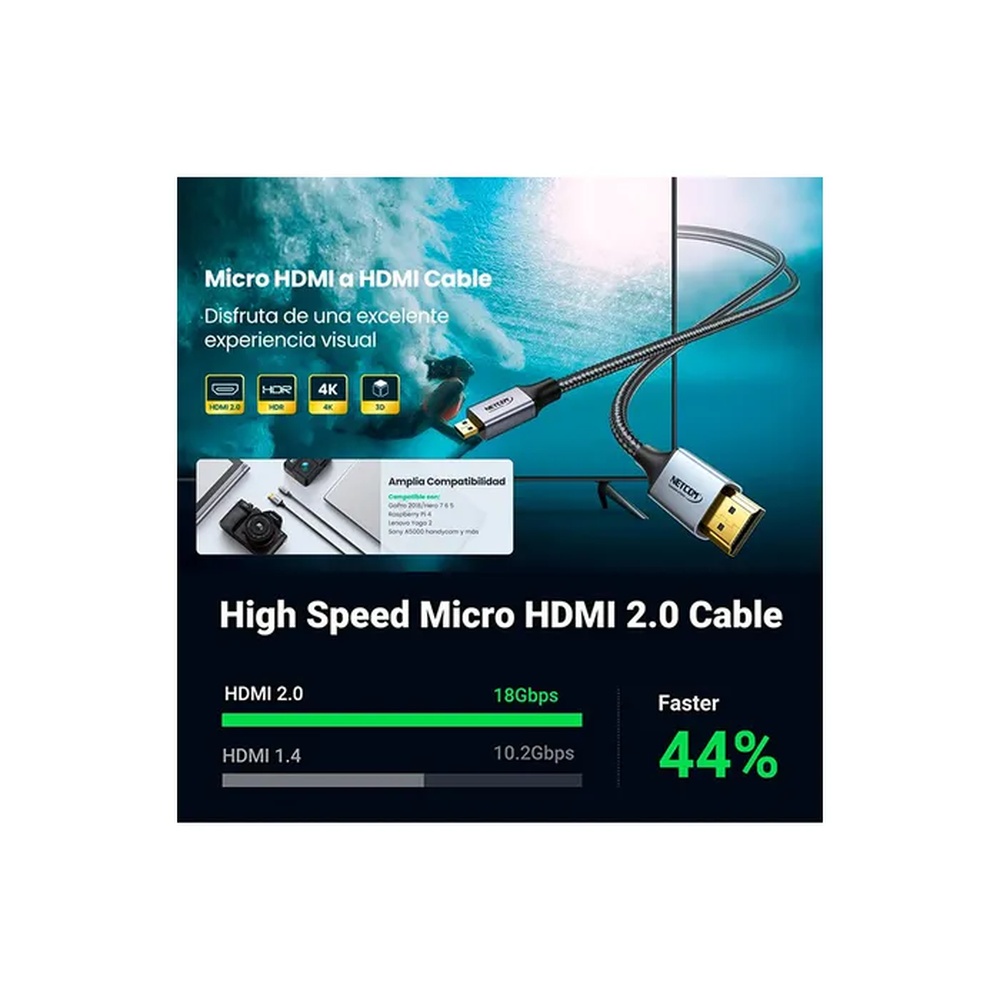 Micro HDMI a HDMI Cable
Disfruta de una excelente
experiencia visual
HDMI 2.0
HDR
HDR
4K
4K
3D
NETCOM
NETCOM
Amplia Compatibilidad
Compatible con:
GoPro 2018/Hero 7 6 5
Raspberry Pi 4
Lenovo Yoga 2
Sony A5000 handycam y más
High Speed Micro HDMI 2.0 Cable
HDMI 2.0
18Gbps
HDMI 1.4
10.2Gbps
Faster
44%